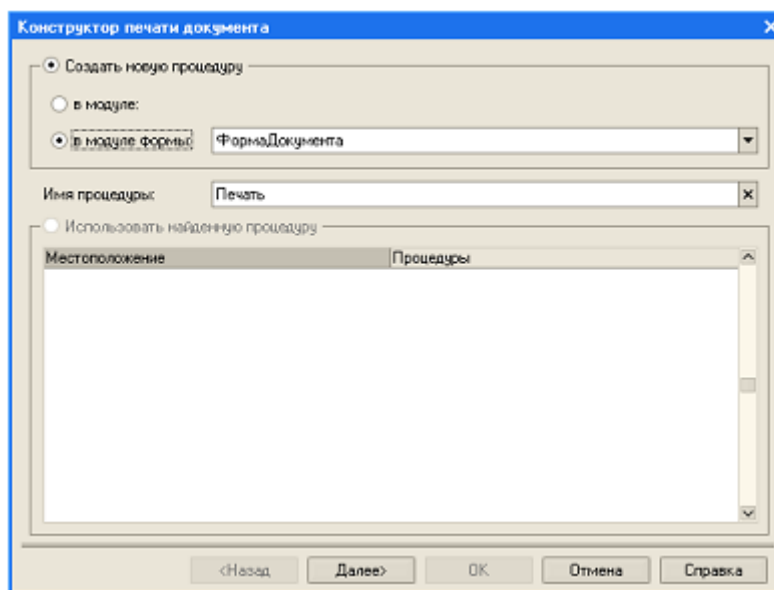 Конструктор печати документа
Создать новую процедуру
в модуле:
в модуле формы: ФормаДокумента
Имя процедуры: Печать
Использовать найденную процедуру
Местоположение Процедуры
<Назад Далее> OK Отмена Справка